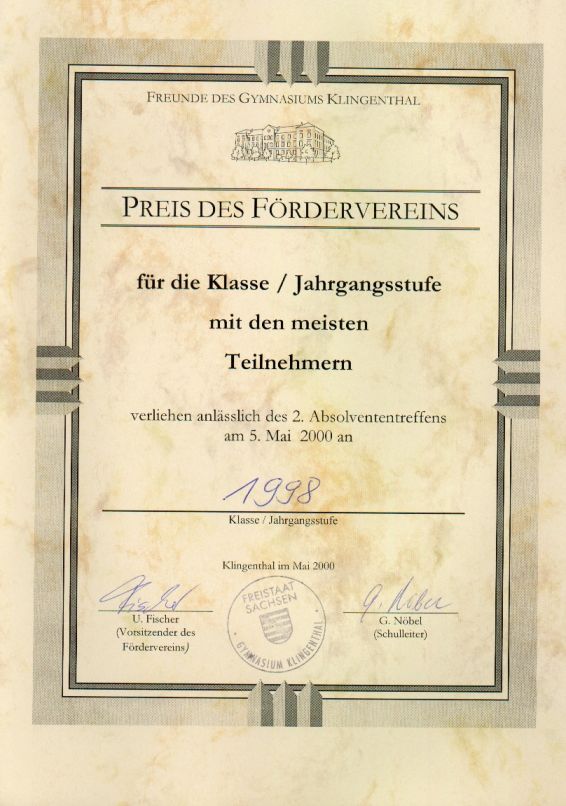 FREUNDE DES GYMNASIUMS KLINGENTHAL
PREIS DES FÖRDERVEREINS
für die Klasse / Jahrgangsstufe
mit den meisten
Teilnehmern
verliehen anlässlich des 2. Absolvententreffens
am 5. Mai 2000 an
1998
Klasse / Jahrgangsstufe
Klingenthal im Mai 2000
Fischer
U. Fischer
(Vorsitzender des
Fördervereins)
FREISTAAT
SACHSEN
GYMNASIUM KLINGENTHAL
G. Nöbel
G. Nöbel
(Schulleiter)